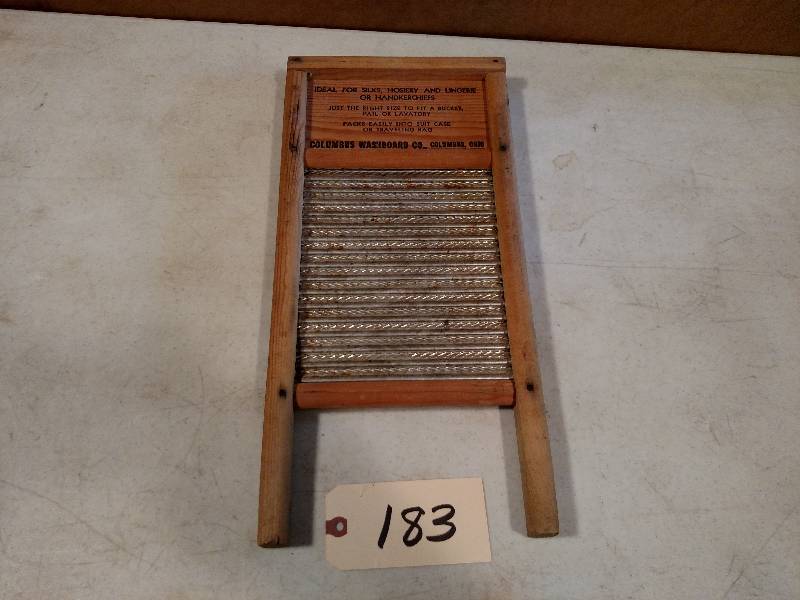 IDEAL FOR SILKS, HOSIERY AND LINGERIE
OR HANDKERCHIEFS
JUST THE RIGHT SIZE TO FIT A BUCKET,
PAIL OR LAVATORY
PACKS EASILY INTO SUIT CASE
OR TRAVELING BAG
COLUMBUS WASHBOARD CO., COLUMBUS, OHIO
183